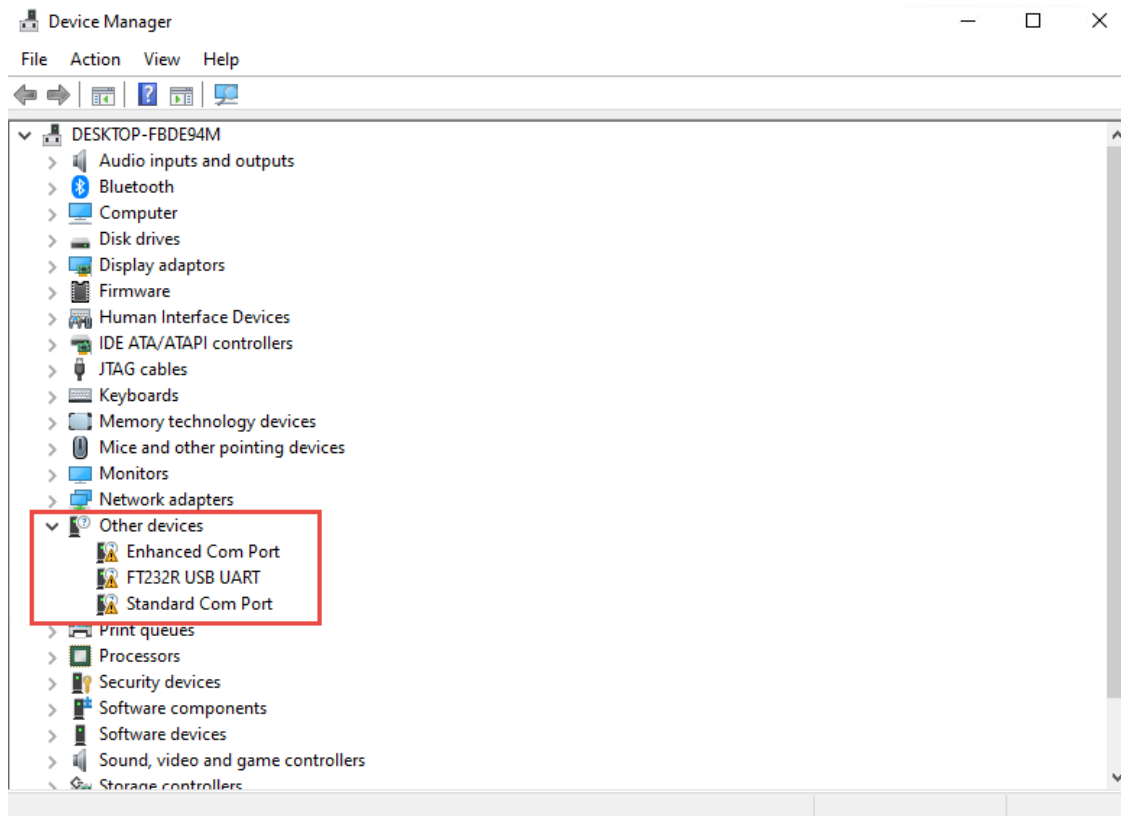 Device Manager
File Action View Help
DESKTOP-FBDE94M
Audio inputs and outputs
Bluetooth
Computer
Disk drives
Display adaptors
Firmware
Human Interface Devices
IDE ATA/ATAPI controllers
JTAG cables
Keyboards
Memory technology devices
Mice and other pointing devices
Monitors
Network adapters
Other devices
Enhanced Com Port
FT232R USB UART
Standard Com Port
Print queues
Processors
Security devices
Software components
Software devices
Sound, video and game controllers
Storage controllers